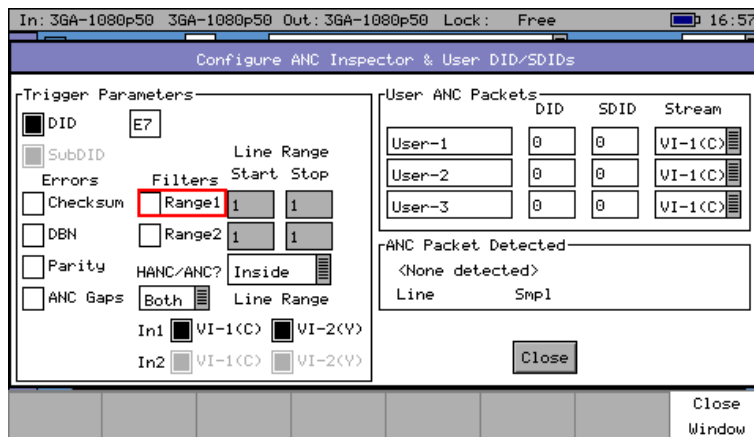 In: 3GA-1080p50 3GA-1080p50 Out: 3GA-1080p50 Lock: Free 16:57
Configure ANC Inspector & User DID/SDIDs
Trigger Parameters
DID E7
SubDID Line Range
Errors Filters Start Stop
Checksum Range1 1 1
DBN Range2 1 1
Parity HANC/ANC? Inside
ANC Gaps Both Line Range
In1 VI-1(C) VI-2(Y)
In2 VI-1(C) VI-2(Y)
User ANC Packets
DID SDID Stream
User-1 0 0 VI-1(C)
User-2 0 0 VI-1(C)
User-3 0 0 VI-1(C)
ANC Packet Detected
<None detected>
Line Smpl
Close
Close
Window